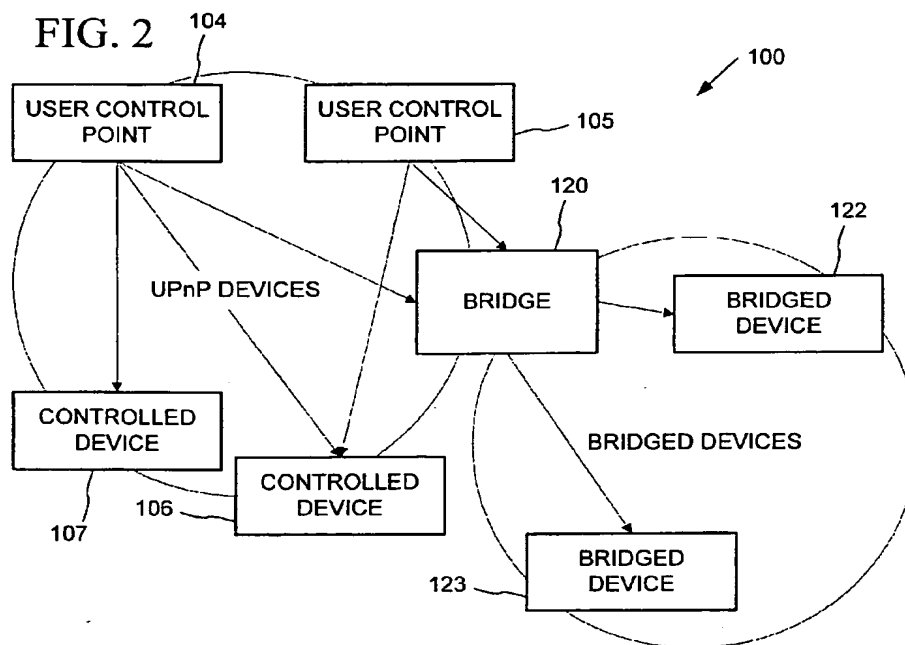 FIG. 2
104
100
USER CONTROL
POINT
USER CONTROL
POINT
105
120
122
UPnP DEVICES
BRIDGE
BRIDGED
DEVICE
CONTROLLED
DEVICE
BRIDGED DEVICES
CONTROLLED
DEVICE
106
107
BRIDGED
DEVICE
123